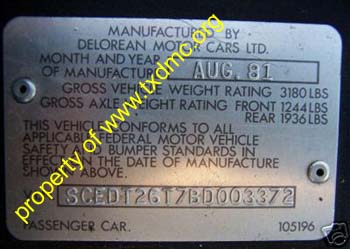 MANUFACTURED BY
DELOREAN MOTOR CARS LTD.
MONTH AND YEAR
OF MANUFACTURE AUG. 81
GROSS VEHICLE WEIGHT RATING 3180 LBS
GROSS AXLE WEIGHT RATING FRONT 1244 LBS
REAR 1936 LBS
THIS VEHICLE CONFORMS TO ALL
APPLICABLE FEDERAL MOTOR VEHICLE
SAFETY AND BUMPER STANDARDS IN
EFFECT ON THE DATE OF MANUFACTURE
SHOWN ABOVE.
SCEDT26T7BD003372
PASSENGER CAR. 105196
property of www.txdmc.org